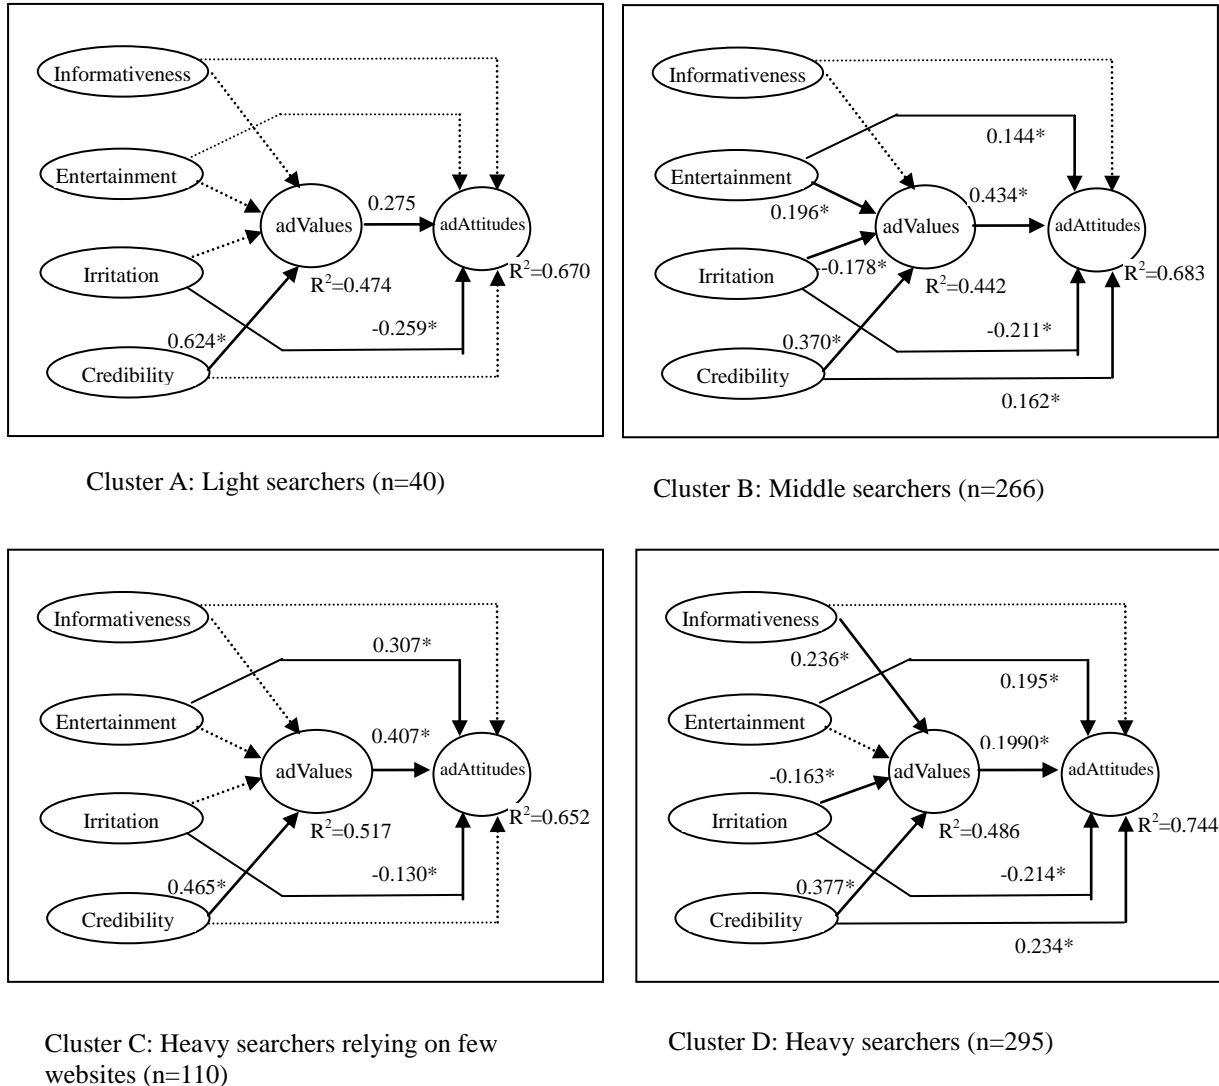 Informativeness
Entertainment
0.275
adValues
adAttitudes
Irritation
R²=0.474
R²=0.670
0.624*
-0.259*
Credibility
Cluster A: Light searchers (n=40)
Informativeness
0.144*
Entertainment
0.196*
0.434*
adValues
adAttitudes
Irritation
--0.178*
R²=0.442
R²=0.683
0.370*
-0.211*
Credibility
0.162*
Cluster B: Middle searchers (n=266)
Informativeness
0.307*
Entertainment
0.407*
adValues
adAttitudes
Irritation
R²=0.517
R²=0.652
0.465*
-0.130*
Credibility
Cluster C: Heavy searchers relying on few
websites (n=110)
Informativeness
0.236*
0.195*
Entertainment
0.1990*
-0.163*
adValues
adAttitudes
Irritation
R²=0.486
R²=0.744
0.377*
-0.214*
Credibility
0.234*
Cluster D: Heavy searchers (n=295)